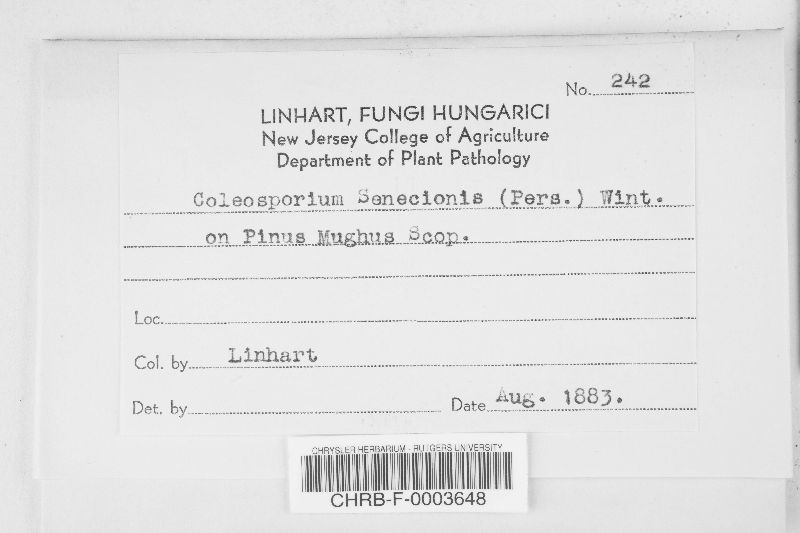 No. 242
LINHART, FUNGI HUNGARICI
New Jersey College of Agriculture
Department of Plant Pathology
Coleosporium Senecionis (Pers.) Wint.
on Pinus Mughus Scop.
Loc.
Col. by Linhart
Det. by
Date Aug. 1883.
CHRYSLER HERBARIUM - RUTGERS UNIVERSITY
CHRB-F-0003648